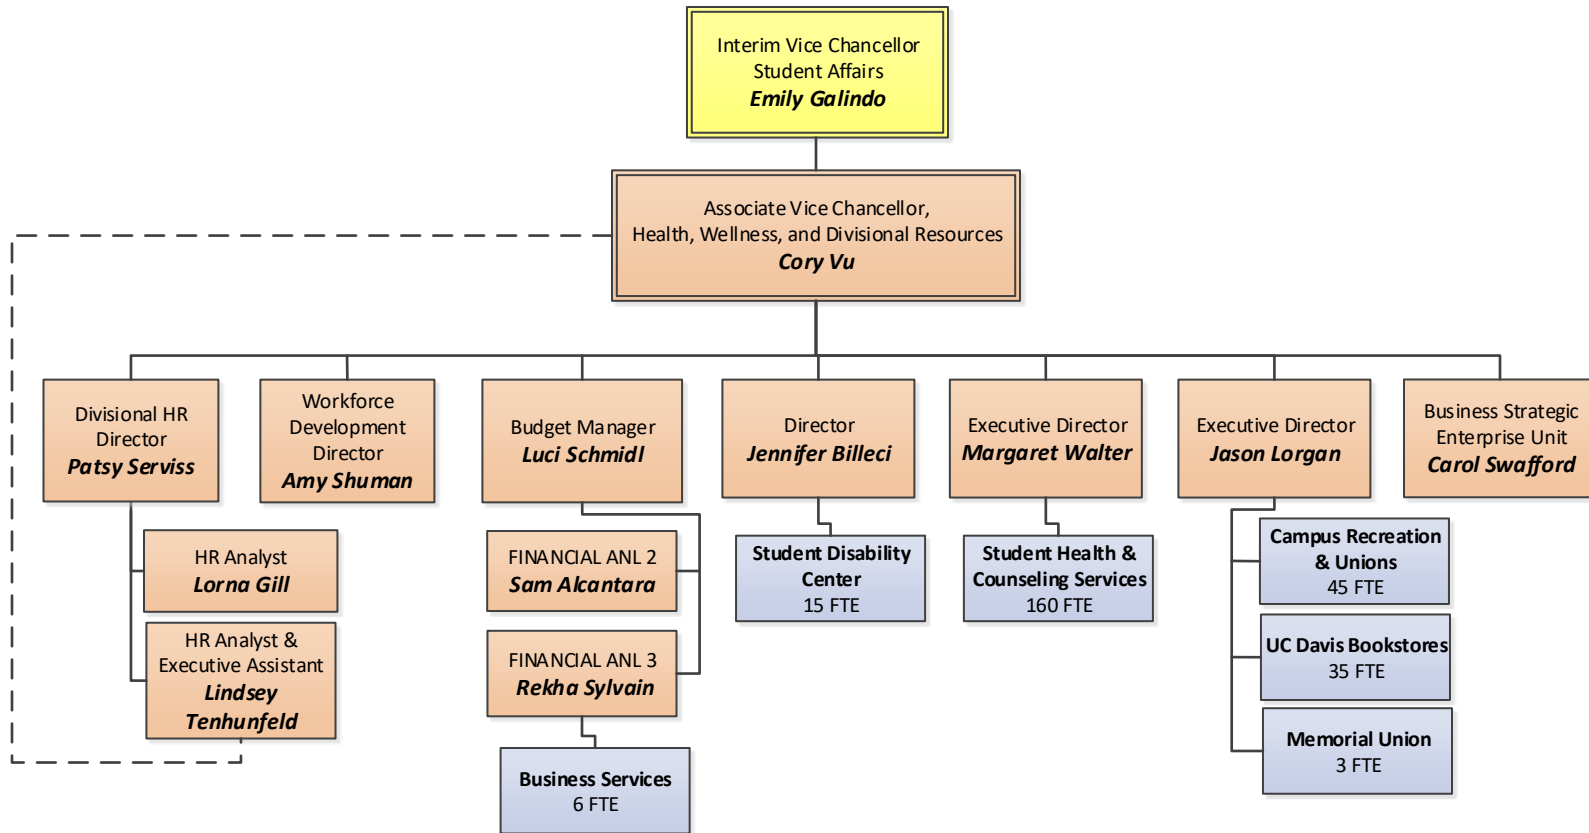 Interim Vice Chancellor
Student Affairs
Emily Galindo
Associate Vice Chancellor,
Health, Wellness, and Divisional Resources
Cory Vu
Divisional HR
Director
Patsy Serviss
Workforce
Development
Director
Amy Shuman
Budget Manager
Luci Schmidl
Director
Jennifer Billeci
Executive Director
Margaret Walter
Executive Director
Jason Lorgan
Business Strategic
Enterprise Unit
Carol Swafford
HR Analyst
Lorna Gill
HR Analyst &
Executive Assistant
Lindsey
Tenhunfeld
FINANCIAL ANL 2
Sam Alcantara
FINANCIAL ANL 3
Rekha Sylvain
Business Services
6 FTE
Student Disability
Center
15 FTE
Student Health &
Counseling Services
160 FTE
Campus Recreation
& Unions
45 FTE
UC Davis Bookstores
35 FTE
Memorial Union
3 FTE